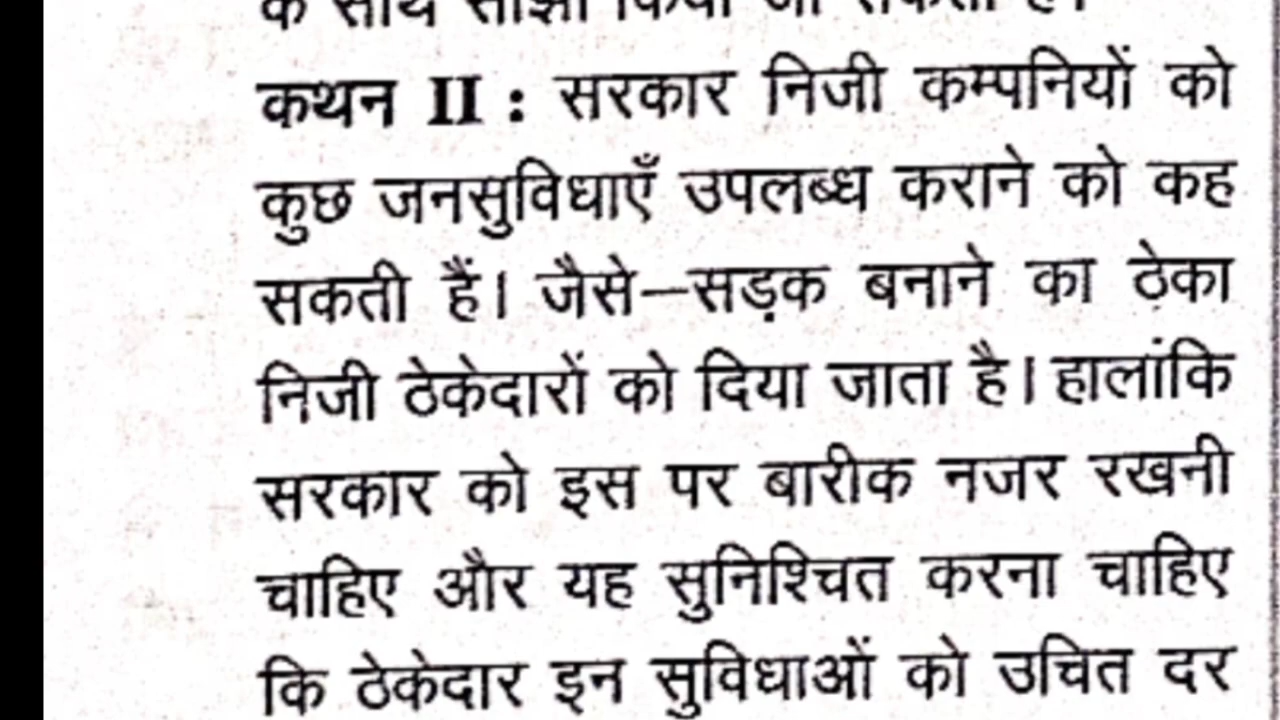 के साथ साझा किया जा सकता है।
कथन II : सरकार निजी कम्पनियों को
कुछ जनसुविधाएँ उपलब्ध कराने को कह
सकती हैं। जैसे–सड़क बनाने का ठेका
निजी ठेकेदारों को दिया जाता है। हालांकि
सरकार को इस पर बारीक नजर रखनी
चाहिए और यह सुनिश्चित करना चाहिए
कि ठेकेदार इन सुविधाओं को उचित दर